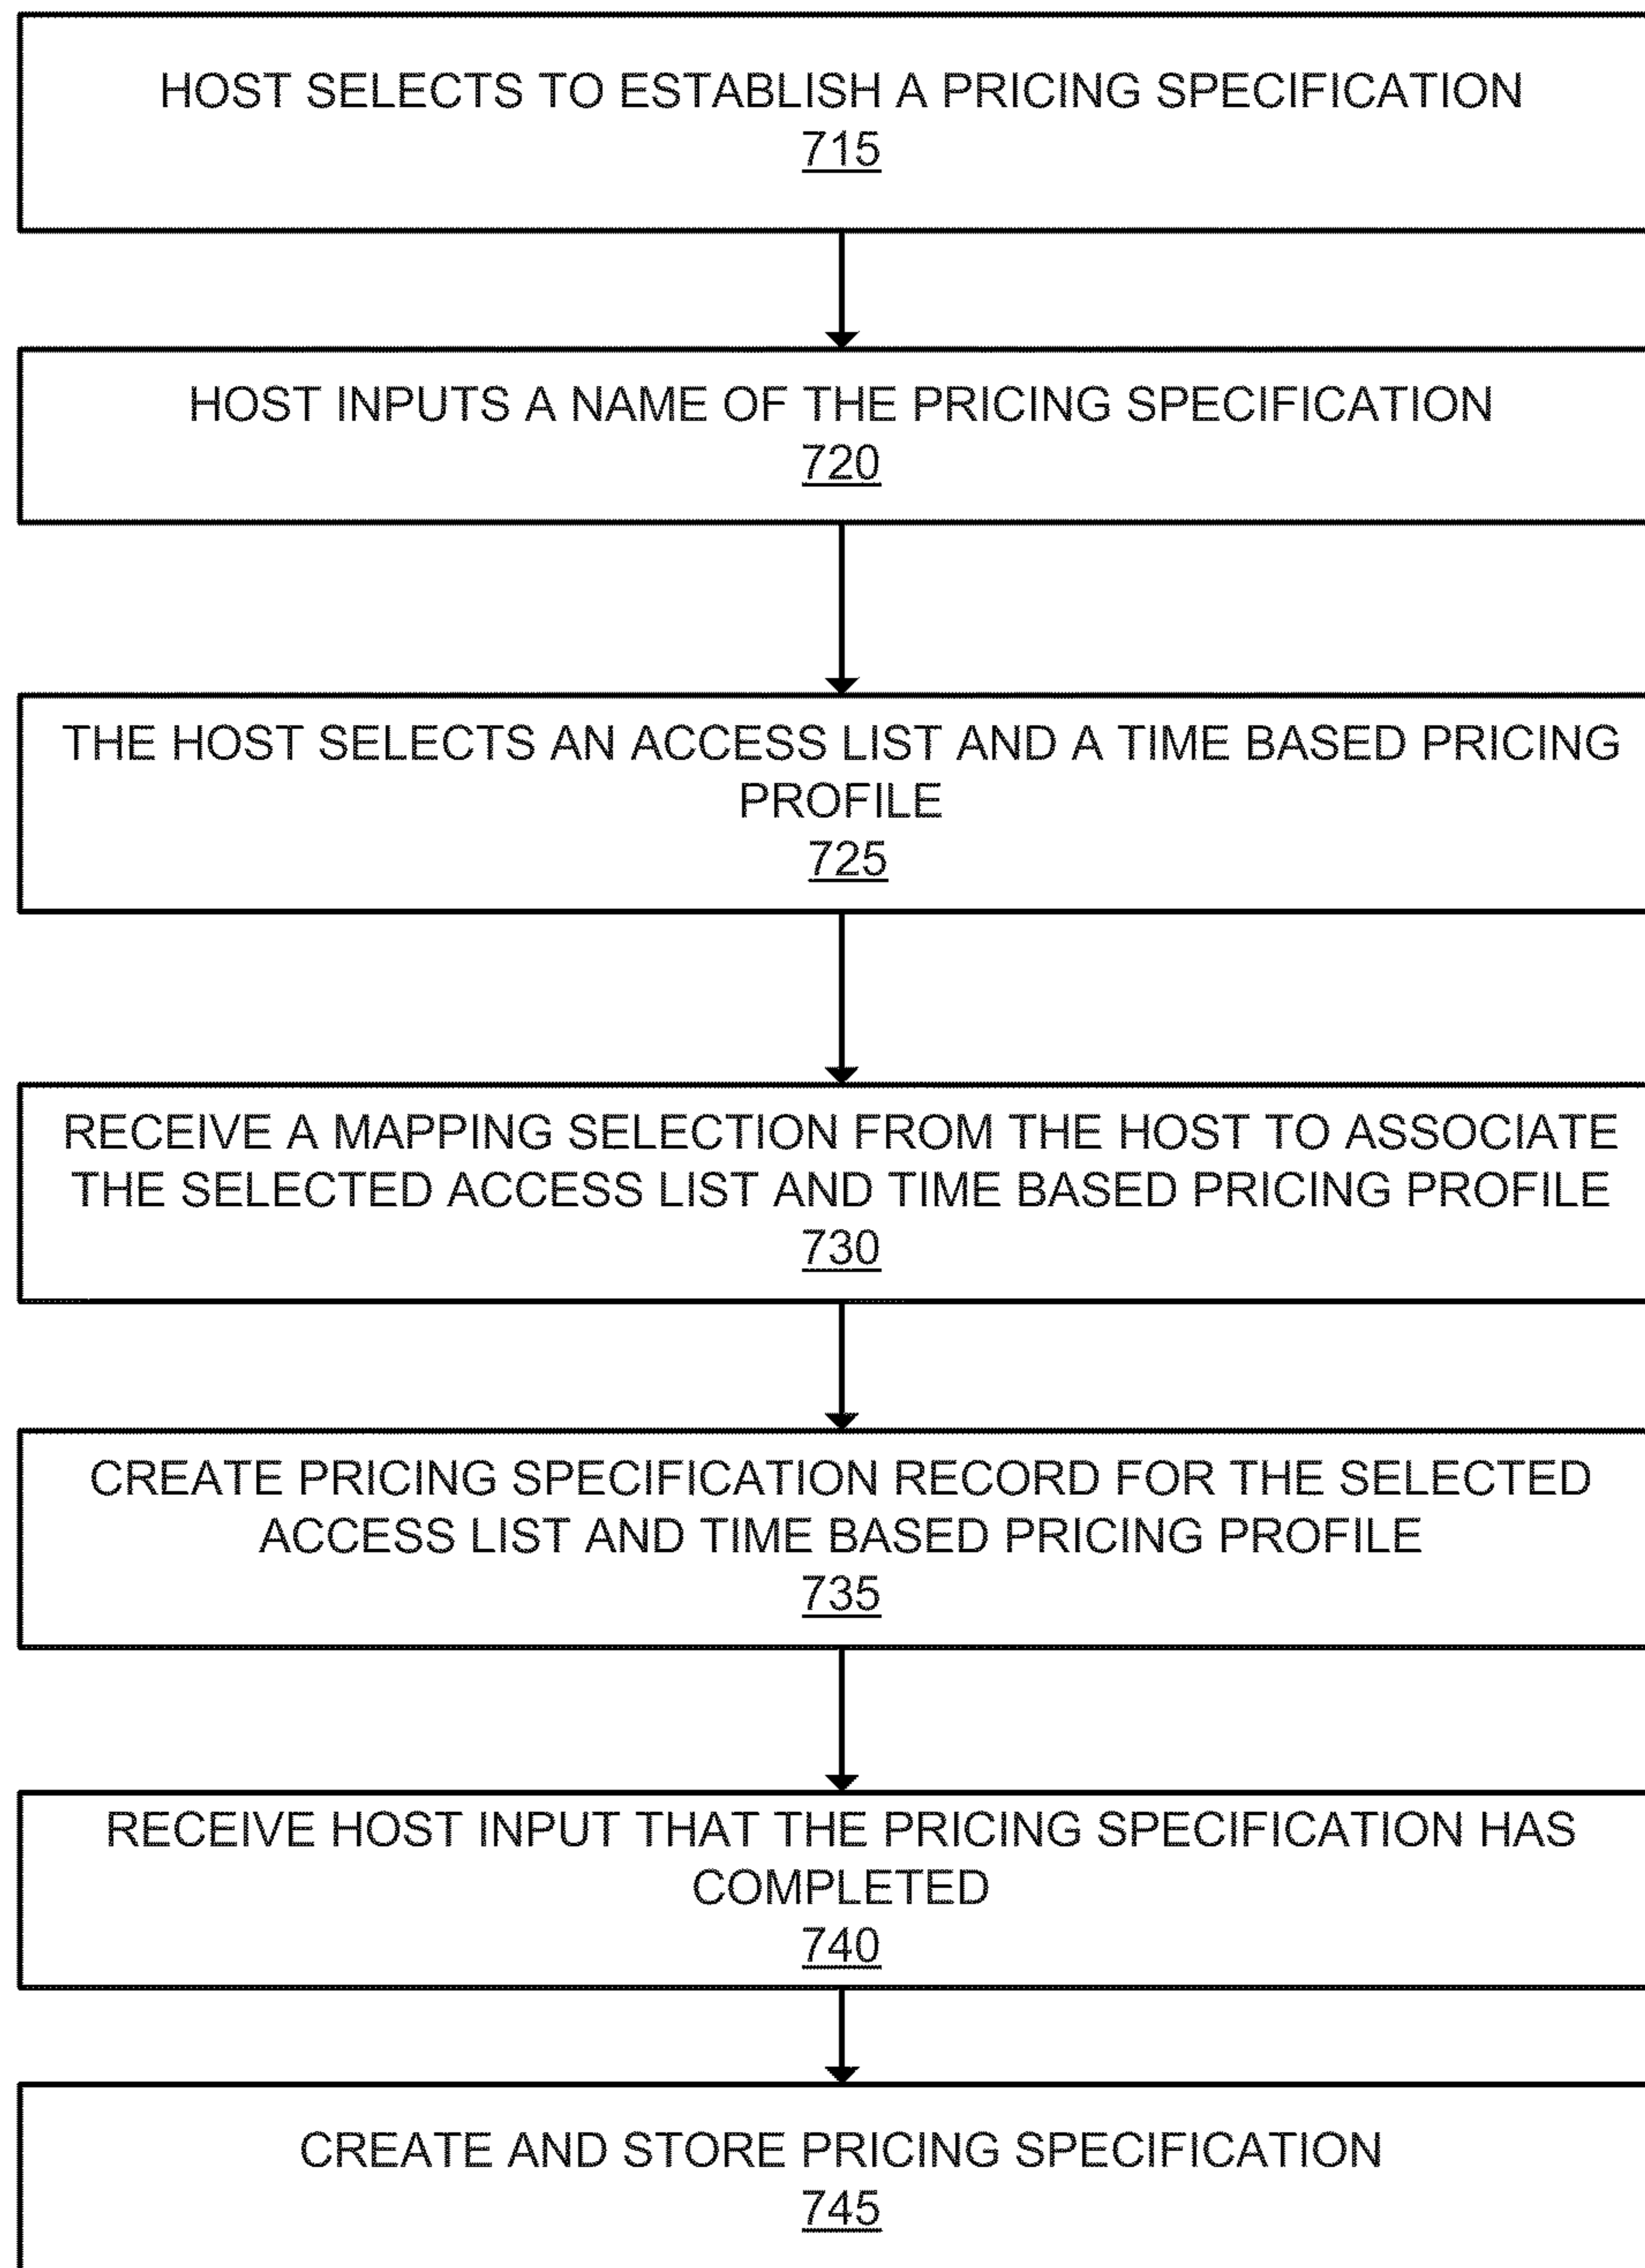 HOST SELECTS TO ESTABLISH A PRICING SPECIFICATION
715
HOST INPUTS A NAME OF THE PRICING SPECIFICATION
720
THE HOST SELECTS AN ACCESS LIST AND A TIME BASED PRICING
PROFILE
725
RECEIVE A MAPPING SELECTION FROM THE HOST TO ASSOCIATE
THE SELECTED ACCESS LIST AND TIME BASED PRICING PROFILE
730
CREATE PRICING SPECIFICATION RECORD FOR THE SELECTED
ACCESS LIST AND TIME BASED PRICING PROFILE
735
RECEIVE HOST INPUT THAT THE PRICING SPECIFICATION HAS
COMPLETED
740
CREATE AND STORE PRICING SPECIFICATION
745